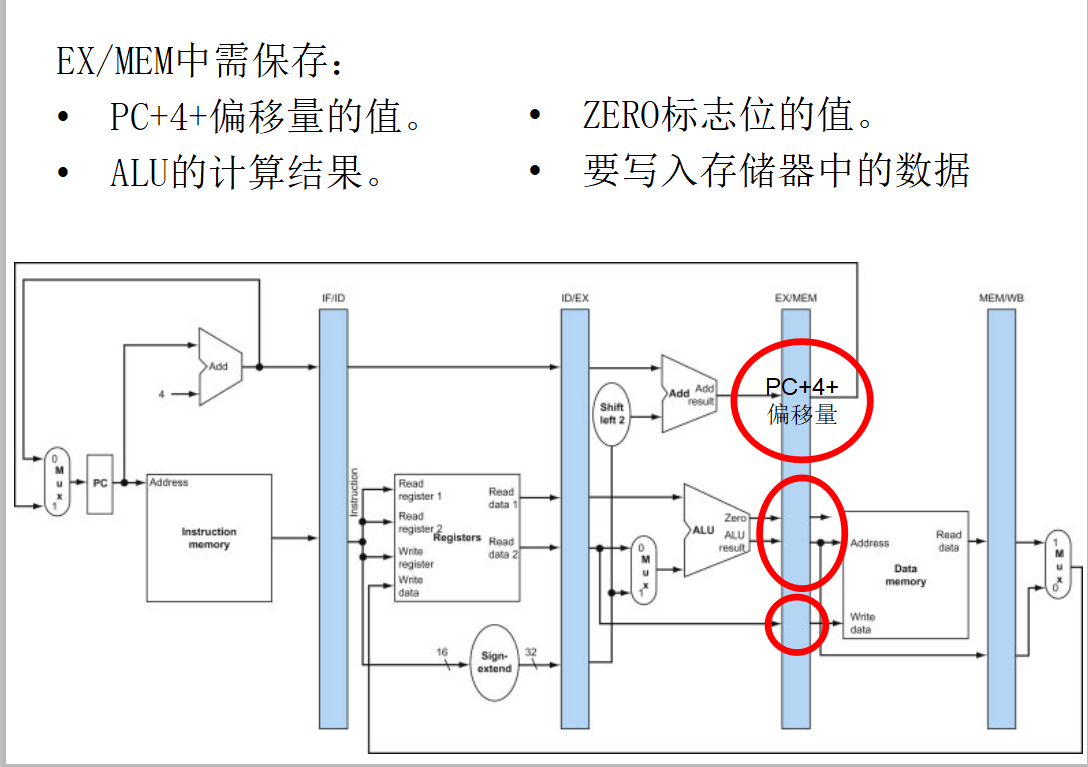 EX/MEM中需保存：
• PC+4+偏移量的值。
• ALU的计算结果。
• ZERO标志位的值。
• 要写入存储器中的数据
IF/ID
ID/EX
EX/MEM
MEM/WB
Add
4
0
M
u
x
1
PC
Address
Instruction
memory
Instruction
Read
register 1
Read
register 2
Write
register
Write
data
Registers
Read
data 1
Read
data 2
16
Sign-
extend
32
Shift
left 2
Add
Add
result
0
M
u
x
1
ALU
Zero
ALU
result
PC+4+
偏移量
Address
Read
data
Data
memory
Write
data
1
M
u
x
0